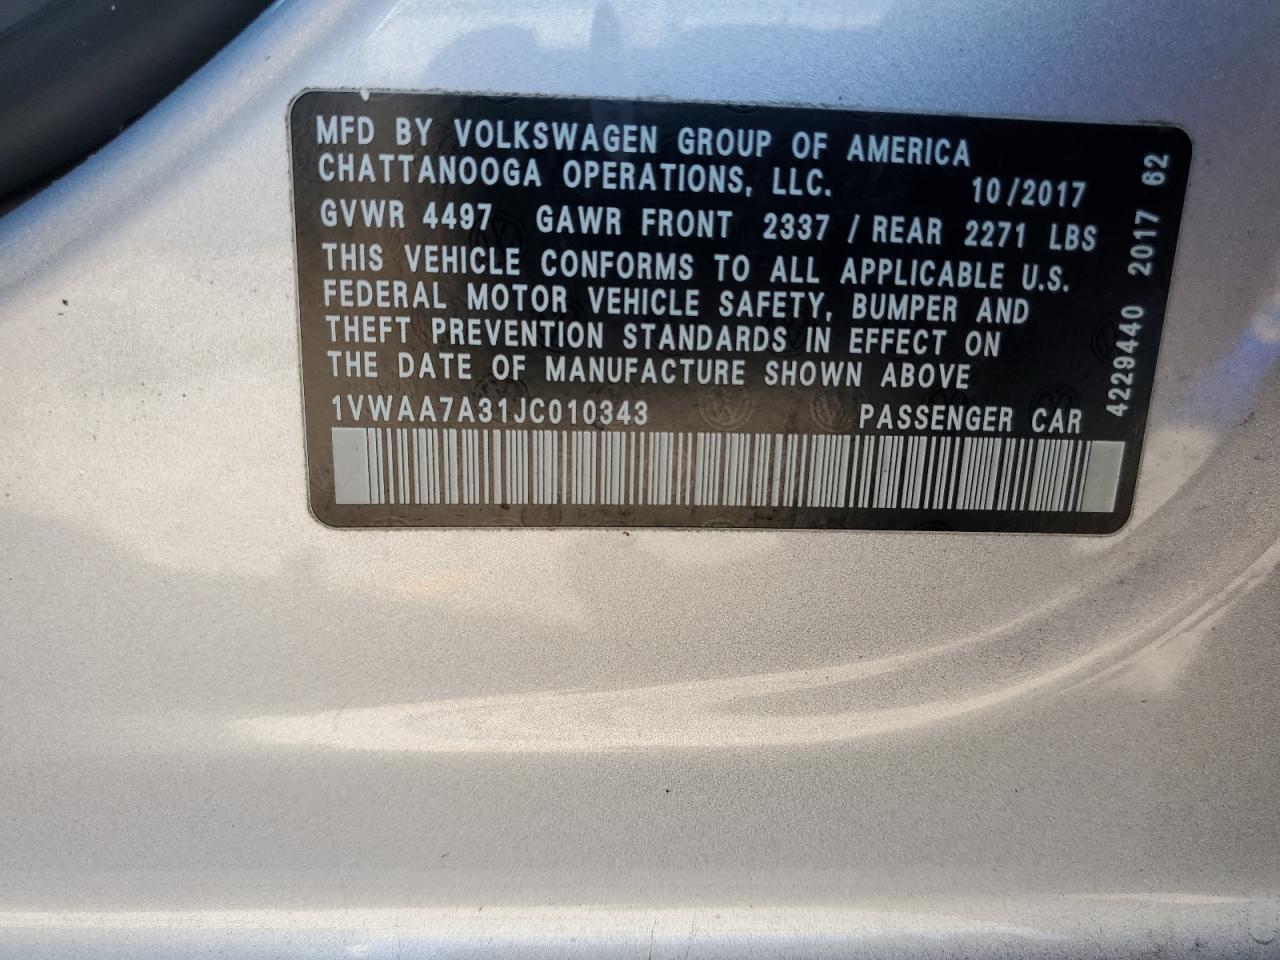 MFD BY VOLKSWAGEN GROUP OF AMERICA
CHATTANOOGA OPERATIONS, LLC. 10/2017
GVWR 4497 GAWR FRONT 2337 / REAR 2271 LBS
THIS VEHICLE CONFORMS TO ALL APPLICABLE U.S.
FEDERAL MOTOR VEHICLE SAFETY, BUMPER AND
THEFT PREVENTION STANDARDS IN EFFECT ON
THE DATE OF MANUFACTURE SHOWN ABOVE
1VWAA7A31JC010343 PASSENGER CAR
4229440 2017 62